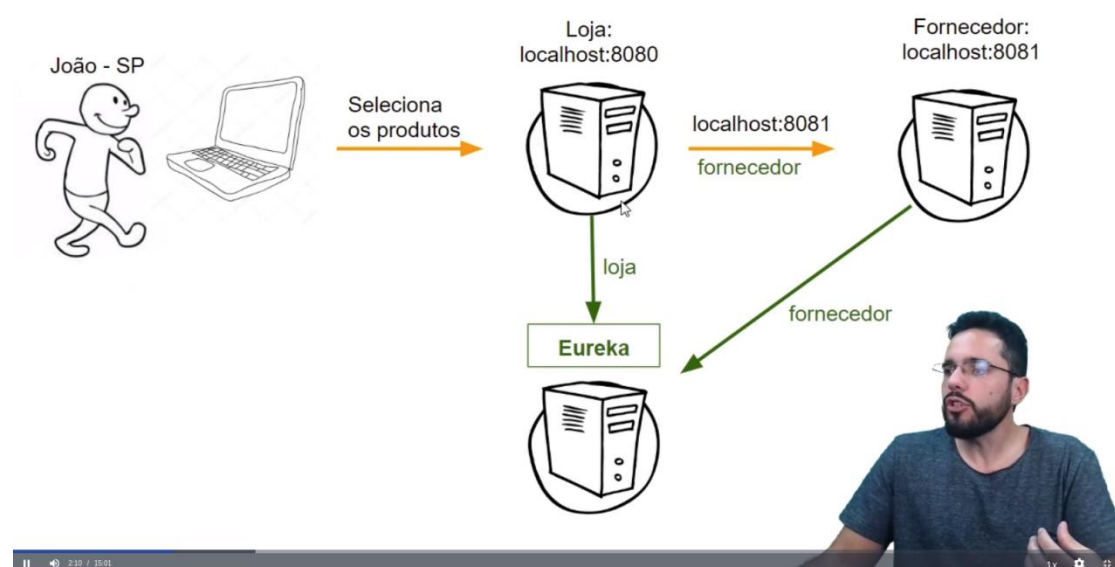 João - SP
Seleciona
os produtos
Loja:
localhost:8080
localhost:8081
fornecedor
Fornecedor:
localhost:8081
loja
fornecedor
Eureka
2:10 / 15:01
1x